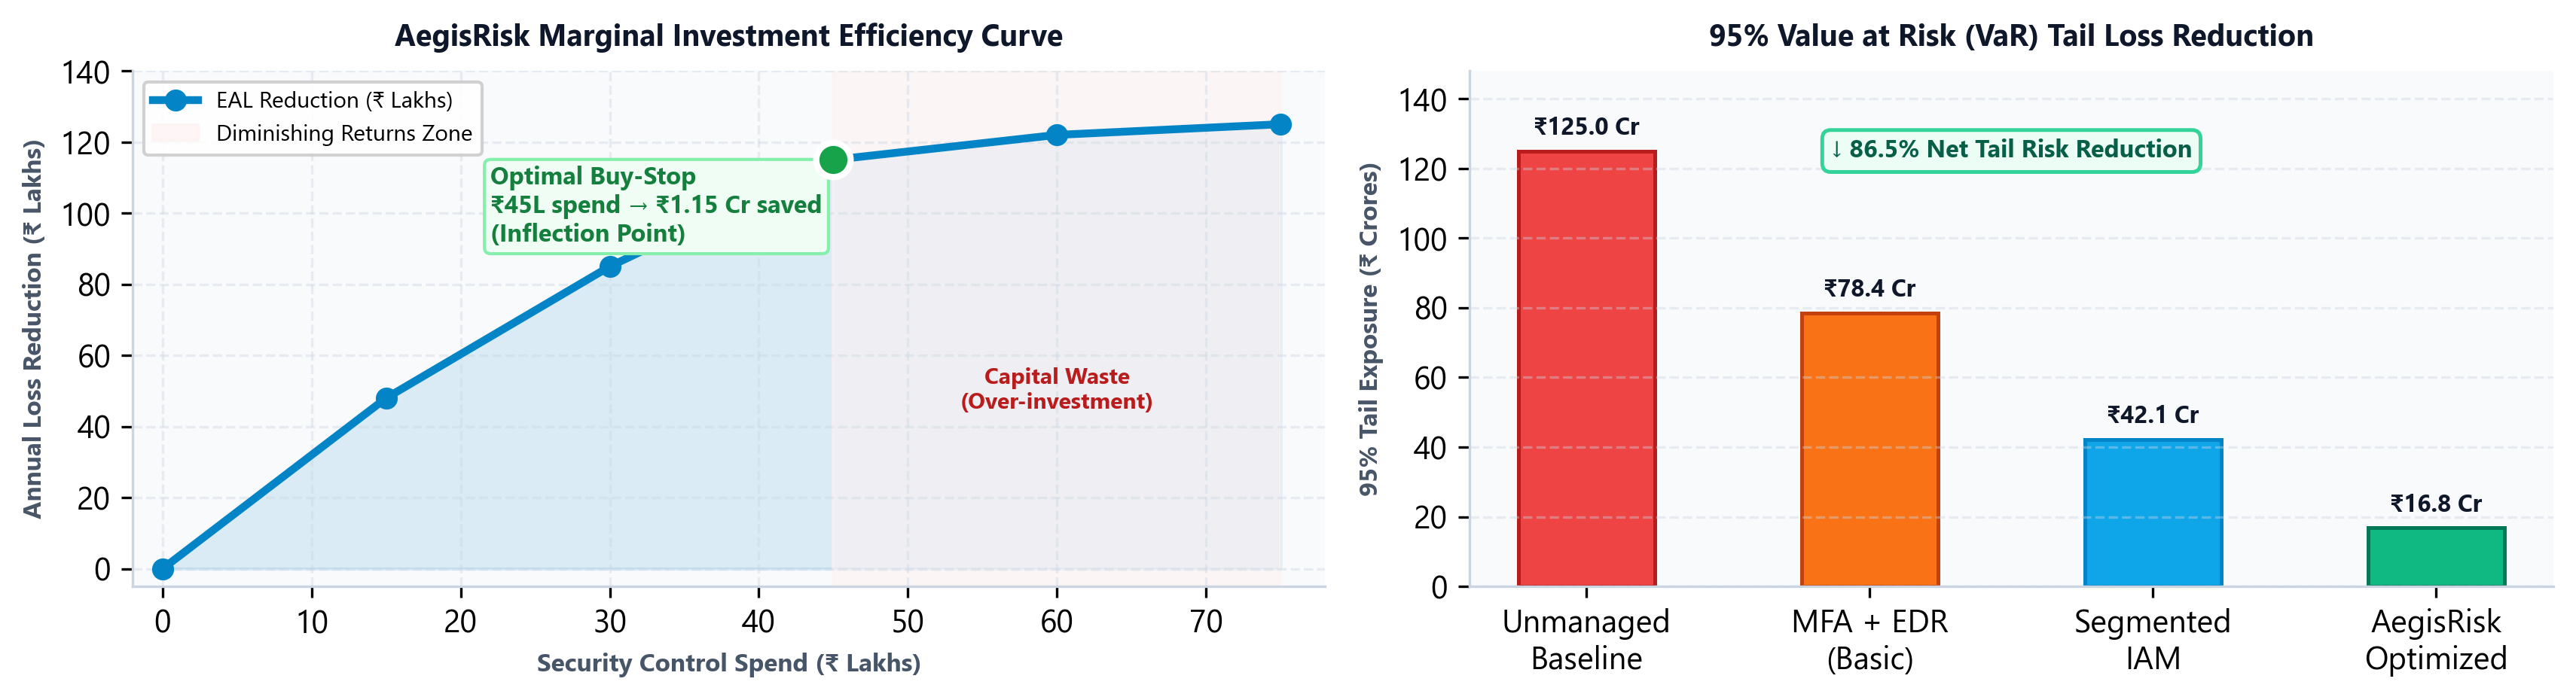 AegisRisk Marginal Investment Efficiency Curve
Annual Loss Reduction (₹ Lakhs)
140
120
100
80
60
40
20
0
EAL Reduction (₹ Lakhs)
Diminishing Returns Zone
Optimal Buy-Stop
₹45L spend → ₹1.15 Cr saved
(Inflection Point)
Capital Waste
(Over-investment)
0 10 20 30 40 50 60 70
Security Control Spend (₹ Lakhs)
95% Value at Risk (VaR) Tail Loss Reduction
95% Tail Exposure (₹ Crores)
140
120
100
80
60
40
20
0
₹125.0 Cr
↓ 86.5% Net Tail Risk Reduction
₹78.4 Cr
₹42.1 Cr
₹16.8 Cr
Unmanaged
Baseline
MFA + EDR
(Basic)
Segmented
IAM
AegisRisk
Optimized